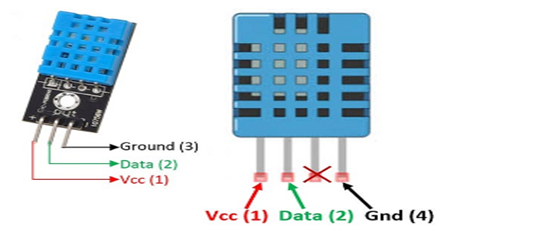 Ground (3)
Data (2)
Vcc (1)
Vcc (1) Data (2) Gnd (4)